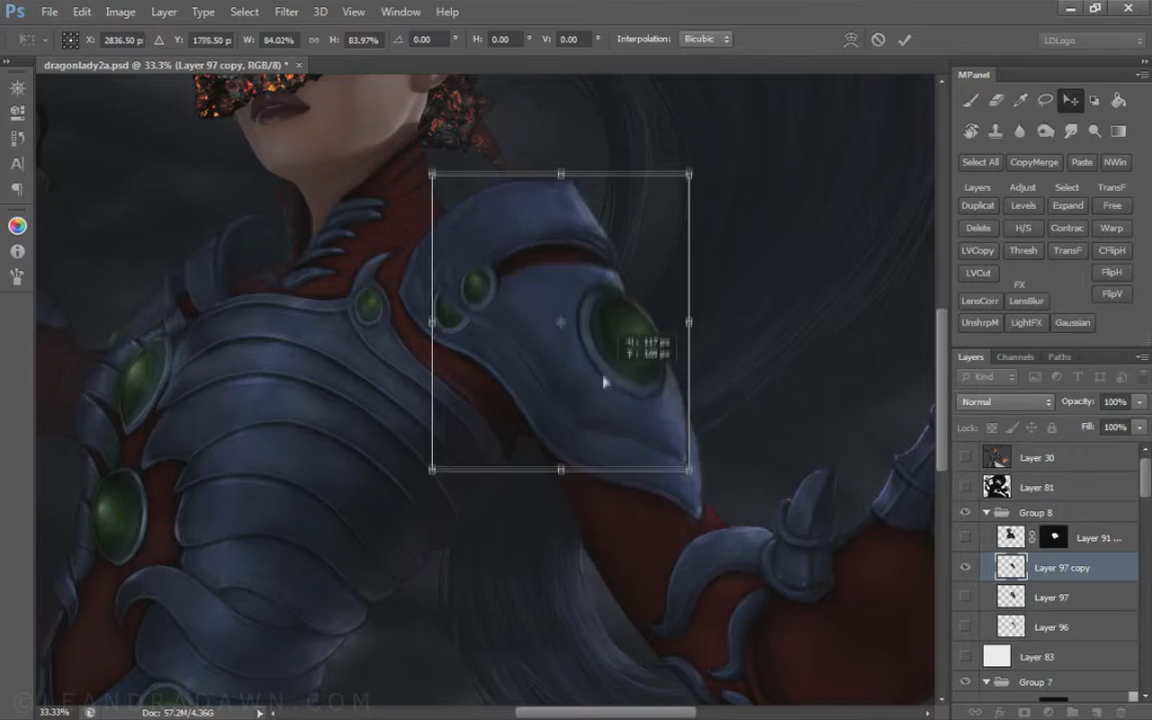 Ps File Edit Image Layer Type Select Filter 3D View Window Help
X: 2836.50 p Y: 1776.50 p W: 84.02% H: 83.97% 0.00 ° H: 0.00 ° V: 0.00 ° Interpolation: Bicubic LDLogo
dragonlady2a.psd @ 33.3% (Layer 97 copy, RGB/8) * ×
MPanel
Select All CopyMerge Paste NWin
Layers Adjust Select TransF
Duplicat Levels Expand Free
Delete H/S Contrac Warp
LVCopy Thresh TransF CFlipH
LVCut FlipH
FX
LensCorr LensBlur FlipV
UnshrpM LightFX Gaussian
Layers Channels Paths
Kind
Normal Opacity: 100%
Lock: Fill: 100%
Layer 30
Layer 81
Group 8
Layer 91 ...
Layer 97 copy
Layer 97
Layer 96
Layer 83
Group 7
©LEANDRADAWN.COM
33.33% Doc: 57.2M/4.36G